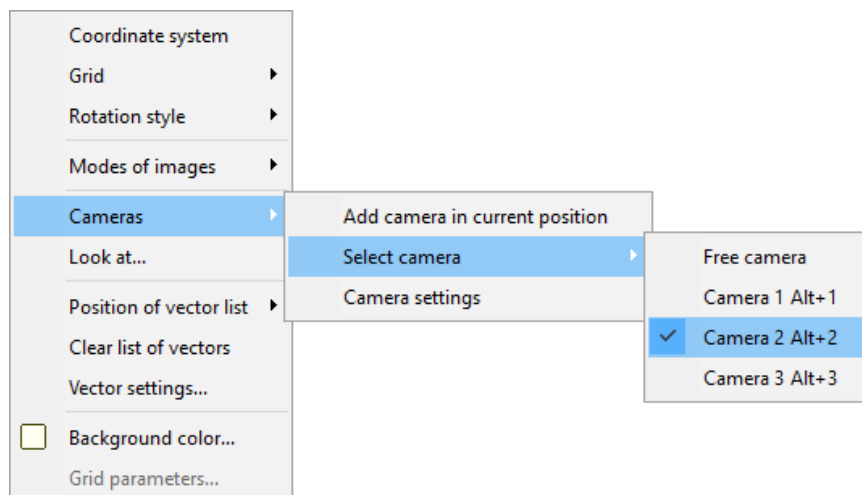 Coordinate system
Grid
Rotation style
Modes of images
Cameras
Look at...
Position of vector list
Clear list of vectors
Vector settings...
Background color...
Grid parameters...
Add camera in current position
Select camera
Camera settings
Free camera
Camera 1 Alt+1
Camera 2 Alt+2
Camera 3 Alt+3